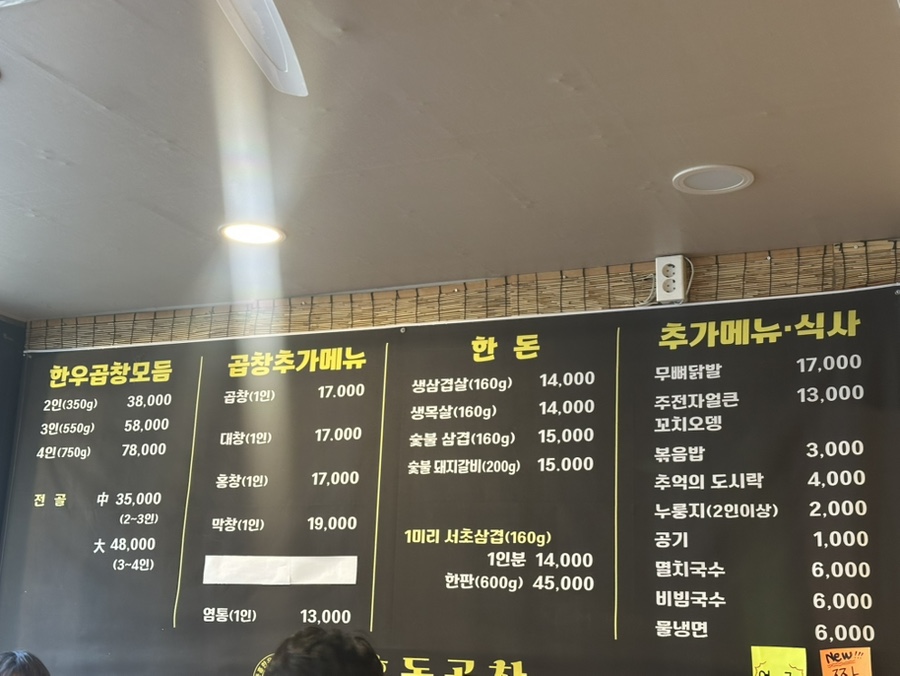 한우곱창모듬
2인(350g) 38,000
3인(550g) 58,000
4인(750g) 78,000
전 골 中 35,000
(2-3인)
大 48,000
(3~4인)
곱창추가메뉴
곱창(1인) 17.000
대창(1인) 17.000
홍창(1인) 17,000
막창(1인) 19,000
염통(1인) 13,000
한 돈
생삼겹살(160g) 14,000
생목살(160g) 14,000
숯불 삼겹(160g) 15,000
숯불 돼지갈비(200g) 15.000
1미리 서초삼겹(160g)
1인분 14,000
한판(600g) 45,000
추가메뉴·식사
무뼈닭발 17,000
주전자얼큰 13,000
꼬치오뎅
볶음밥 3,000
추억의 도시락 4,000
누룽지(2인이상) 2,000
공기 1,000
멸치국수 6,000
비빔국수 6,000
물냉면 6,000
New!!!